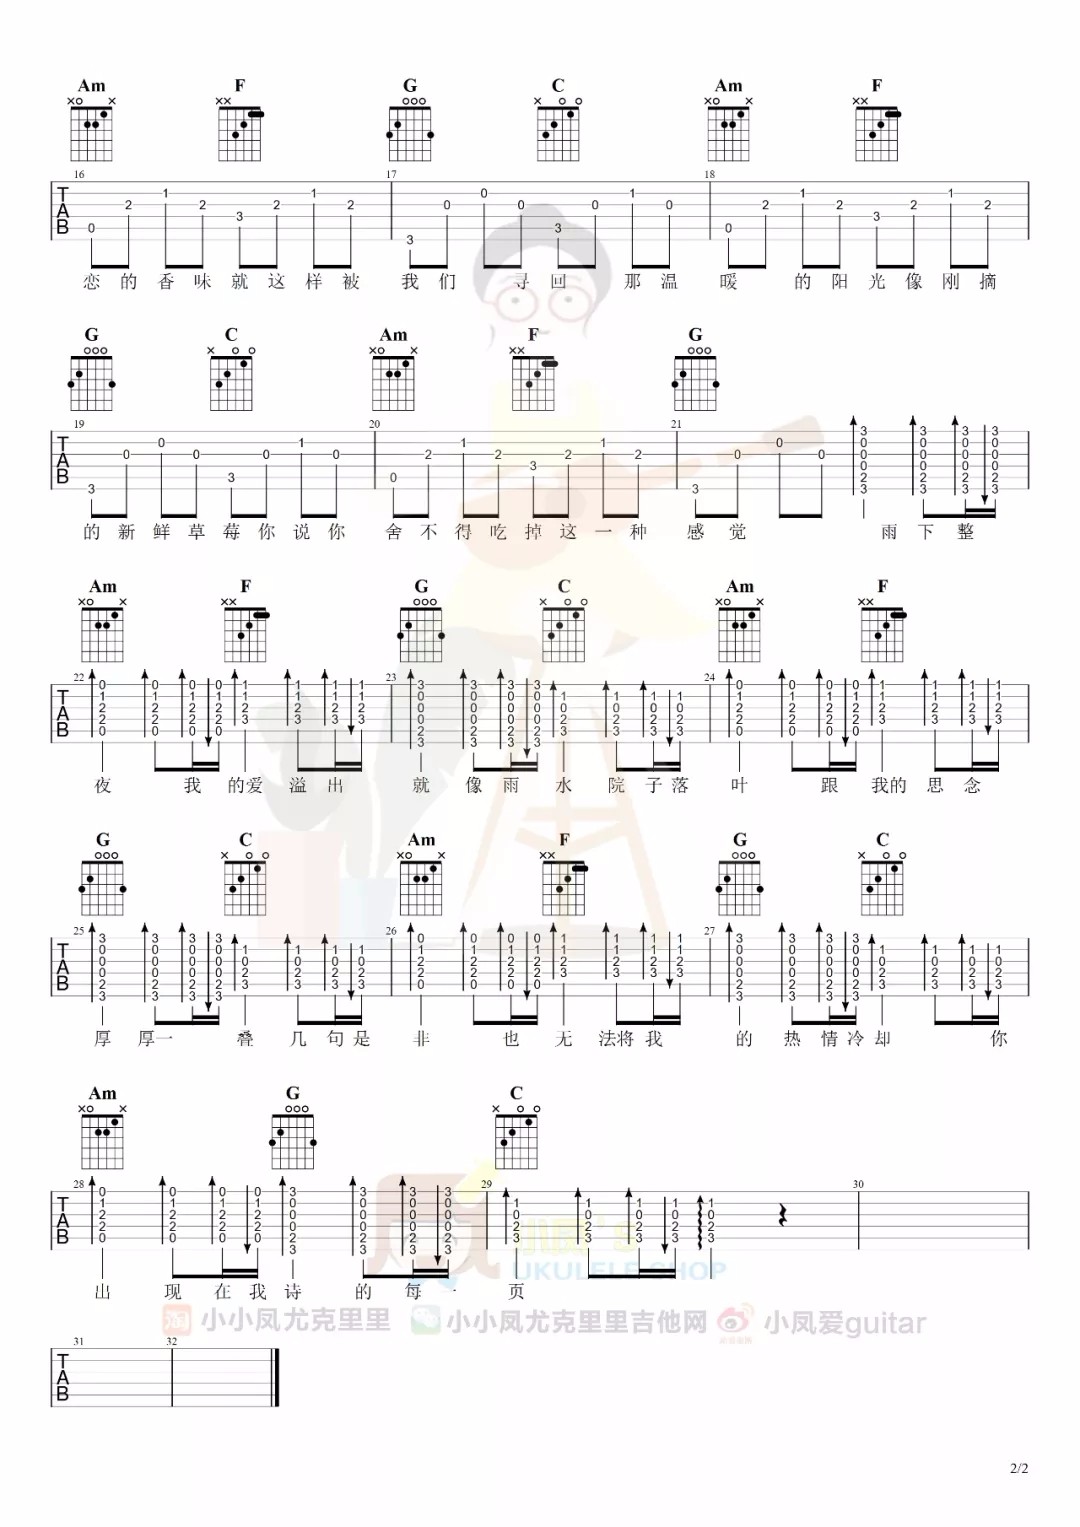 Am F G C Am F
16 17 18
恋 的 香 味 就 这 样 被 我 们 寻 回 那 温 暖 的 阳 光 像 刚 摘
G C Am F G
19 20 21
的 新 鲜 草 莓 你 说 你 舍 不 得 吃 掉 这 一 种 感 觉 雨 下 整
Am F G C Am F
22 23 24
夜 我 的爱 溢 出 就 像 雨 水 院 子 落 叶 跟 我的 思 念
G C Am F G C
25 26 27
厚 厚一 叠 几 句 是 非 也 无 法将 我 的 热 情 冷 却 你
Am G C
28 29 30
出 现 在 我 诗 的 每 一 页
小凤's
UKULELE SHOP
淘 小小凤尤克里里 小小凤尤克里里吉他网 小凤爱guitar
31 32
TAB
2/2